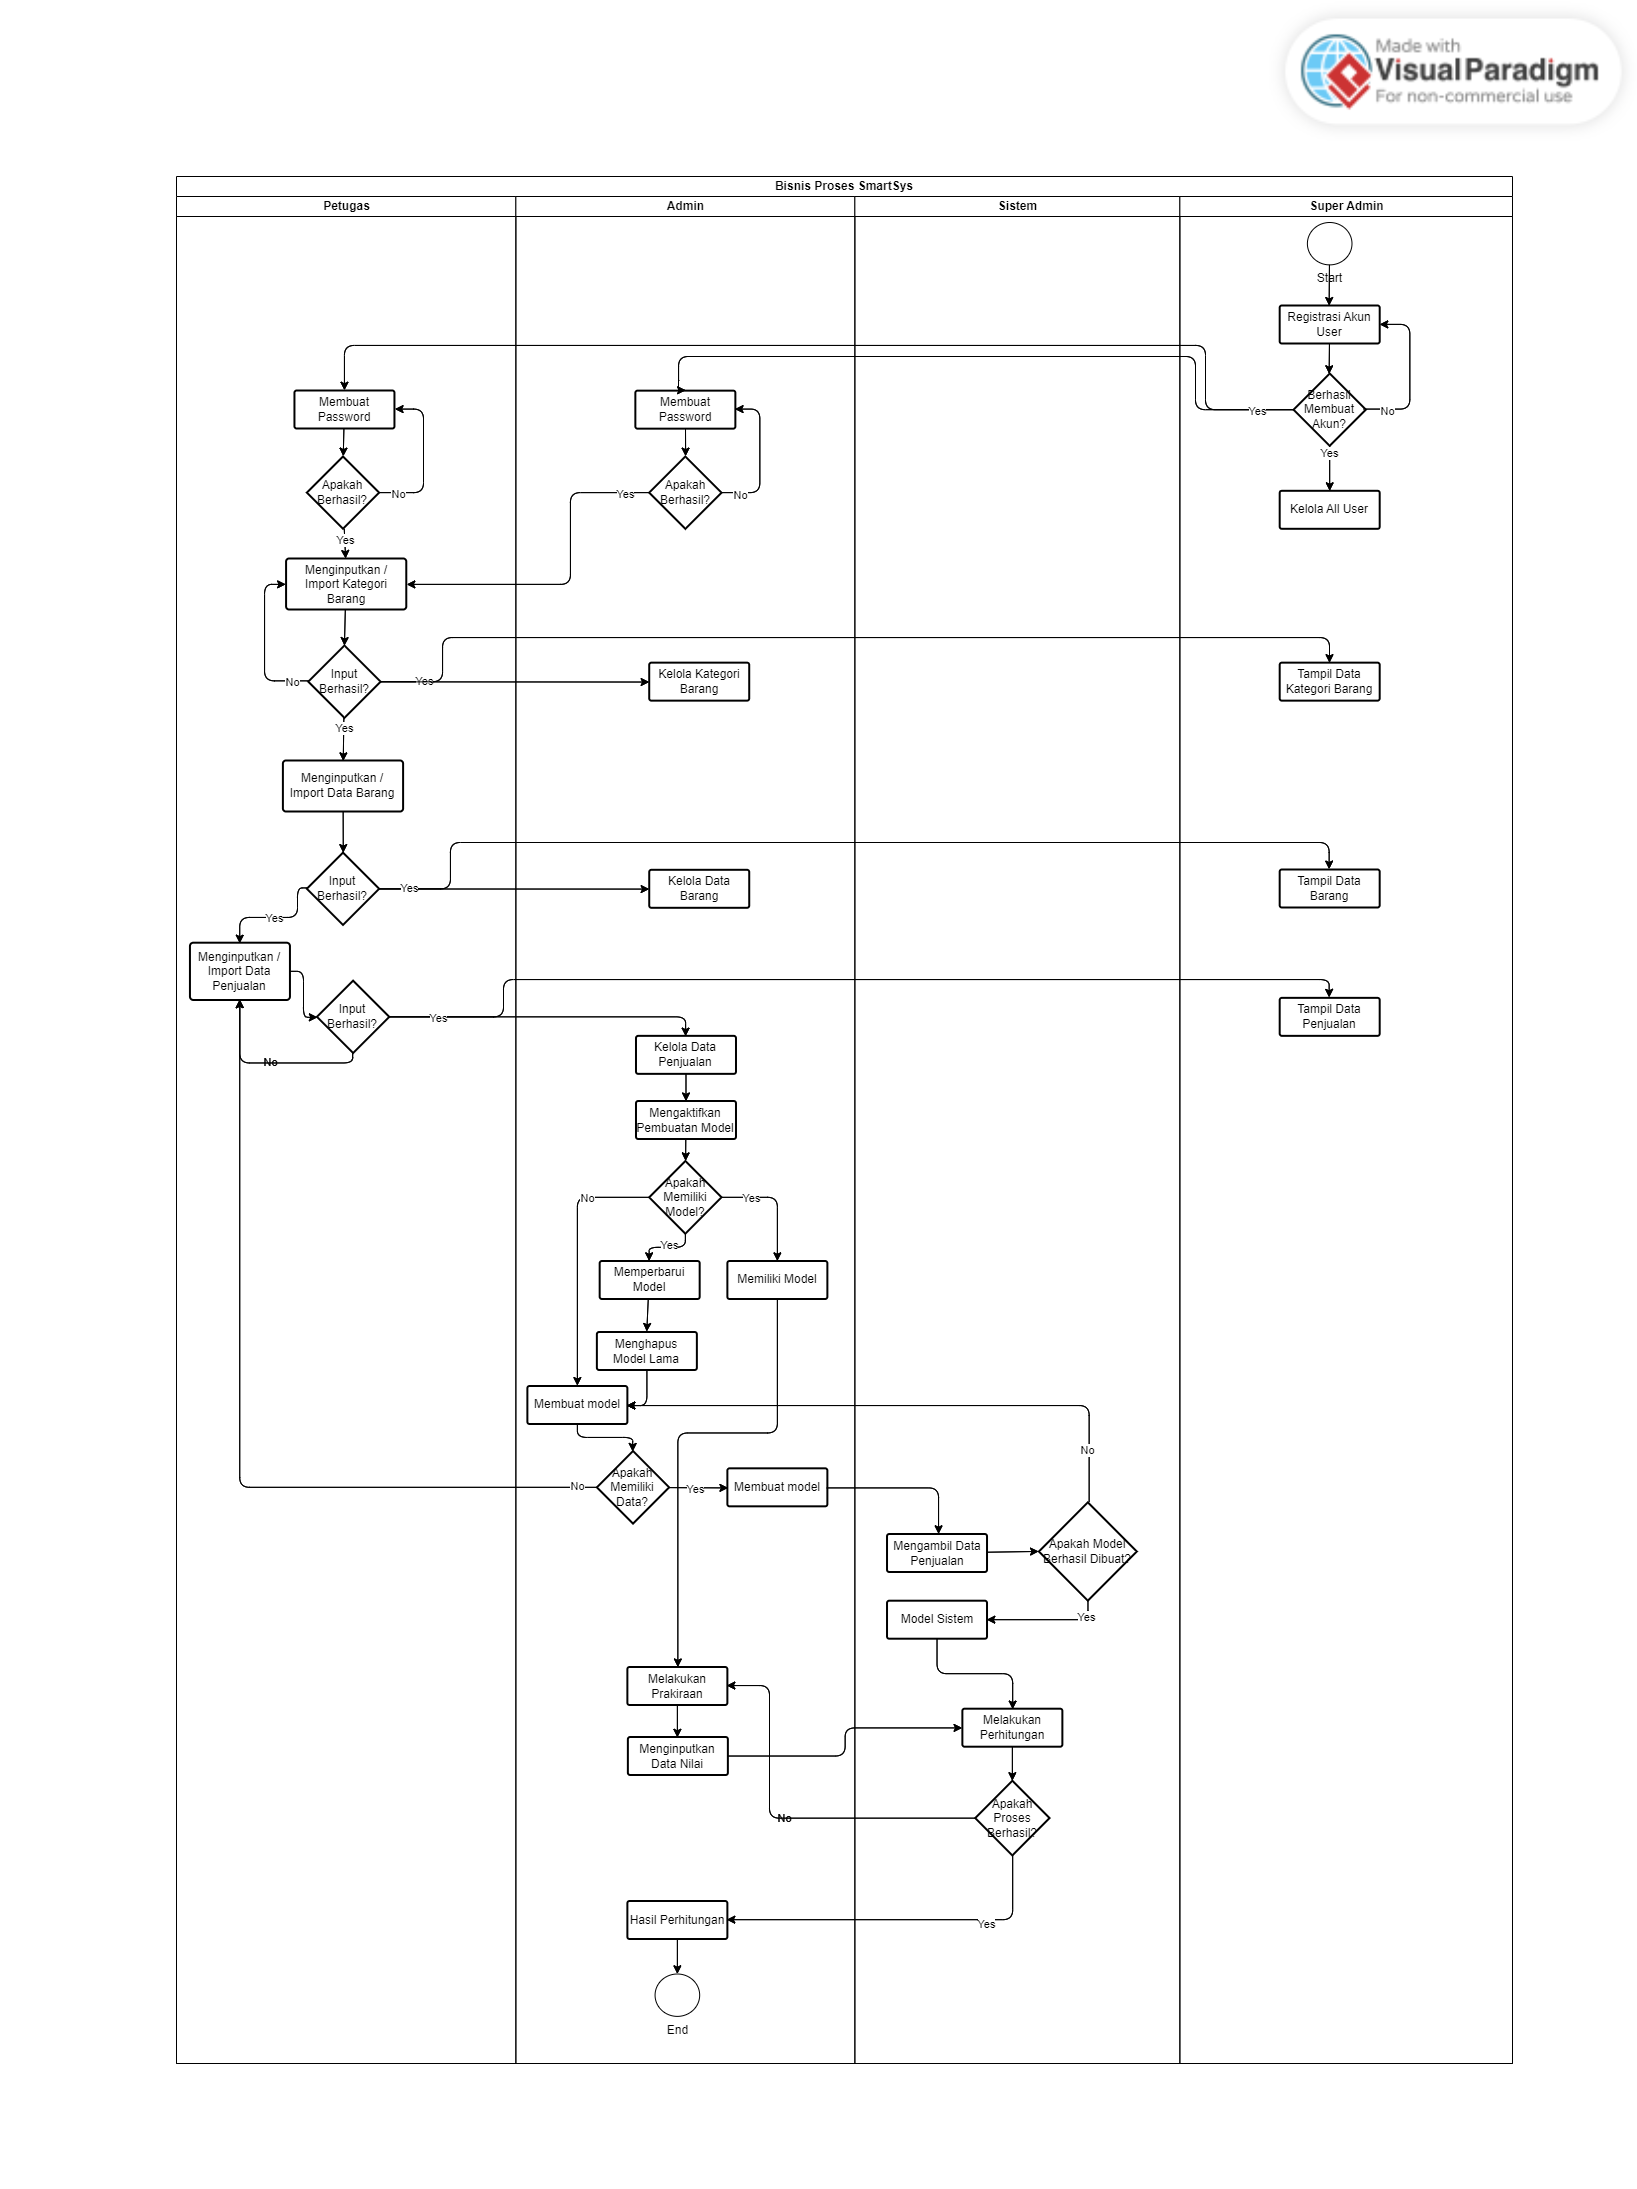 Made with
Visual Paradigm
For non-commercial use
Bisnis Proses SmartSys
Petugas
Admin
Sistem
Super Admin
Start
Registrasi Akun
User
Berhasil
Membuat
Akun?
Yes
No
Yes
Kelola All User
Membuat
Password
Membuat
Password
Apakah
Berhasil?
No
Yes
Apakah
Berhasil?
Yes
No
Menginputkan /
Import Kategori
Barang
Input
Berhasil?
No
Yes
Yes
Kelola Kategori
Barang
Tampil Data
Kategori Barang
Menginputkan /
Import Data Barang
Input
Berhasil?
Yes
Yes
Kelola Data
Barang
Tampil Data
Barang
Menginputkan /
Import Data
Penjualan
Input
Berhasil?
Yes
No
Tampil Data
Penjualan
Kelola Data
Penjualan
Mengaktifkan
Pembuatan Model
Apakah
Memiliki
Model?
No
Yes
Yes
Memperbarui
Model
Memiliki Model
Menghapus
Model Lama
Membuat model
No
Apakah
Memiliki
Data?
No
Yes
Membuat model
Mengambil Data
Penjualan
Apakah Model
Berhasil Dibuat?
Yes
Model Sistem
Melakukan
Prakiraan
Melakukan
Perhitungan
Menginputkan
Data Nilai
Apakah
Proses
Berhasil?
No
Yes
Hasil Perhitungan
End